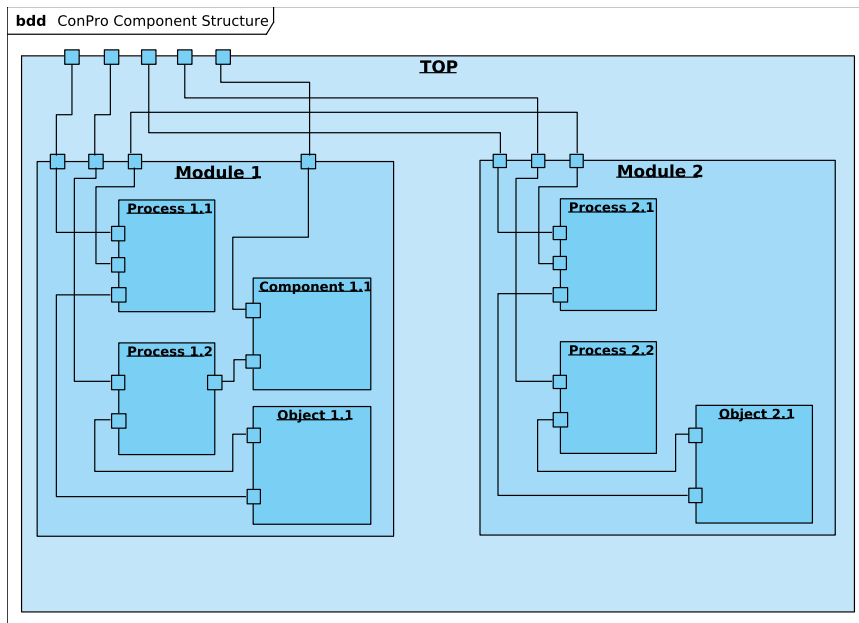 bdd ConPro Component Structure
TOP
Module 1
Module 2
Process 1.1
Process 2.1
Component 1.1
Process 1.2
Process 2.2
Object 1.1
Object 2.1